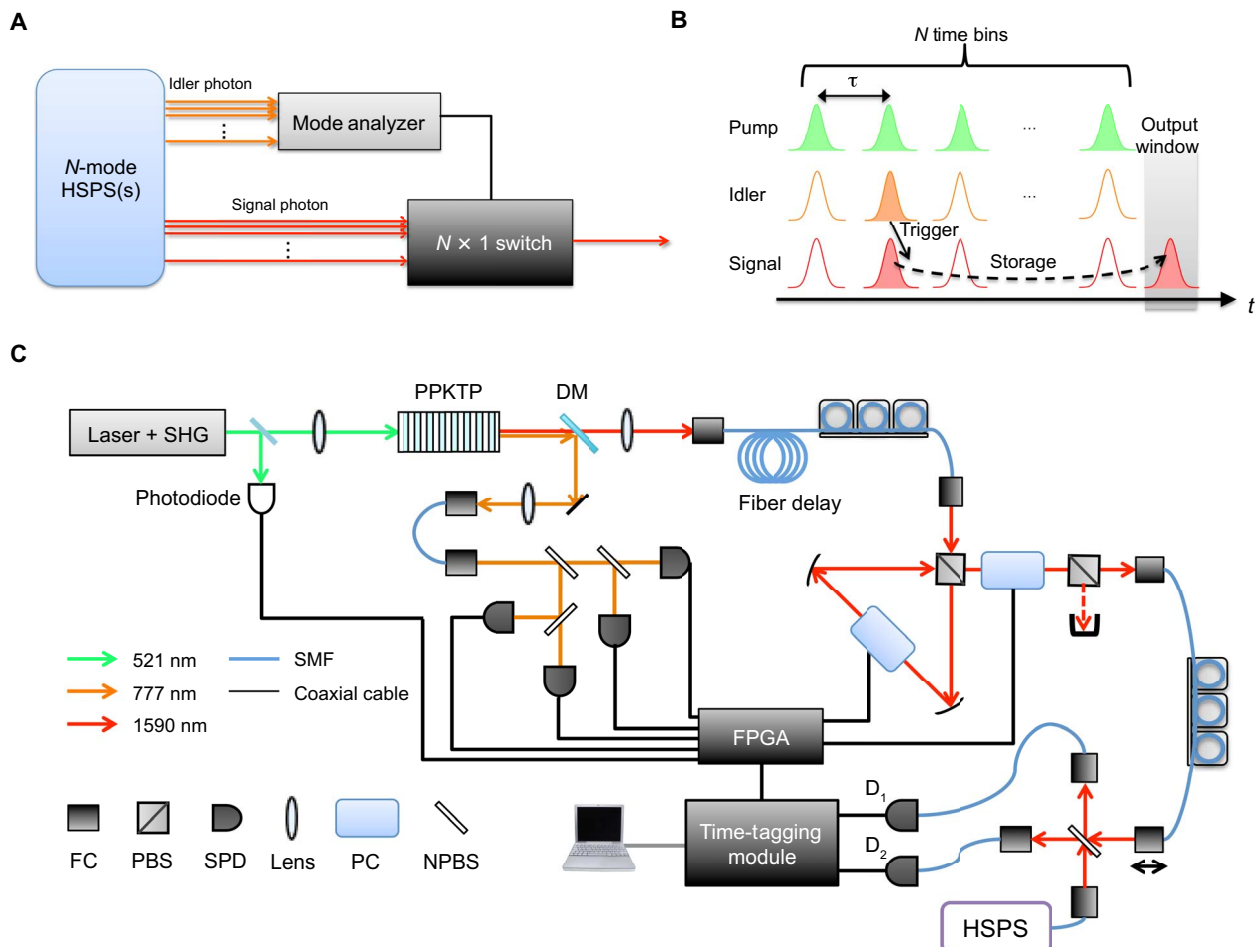 A
Idler photon
Mode analyzer
N-mode
HSPS(s)
Signal photon
N × 1 switch
B
N time bins
τ
Pump
...
Output
window
Idler
...
Trigger
Signal
Storage
t
C
PPKTP
DM
Laser + SHG
Photodiode
Fiber delay
521 nm
SMF
777 nm
Coaxial cable
1590 nm
FPGA
D1
Time-tagging
module
D2
FC
PBS
SPD
Lens
PC
NPBS
HSPS